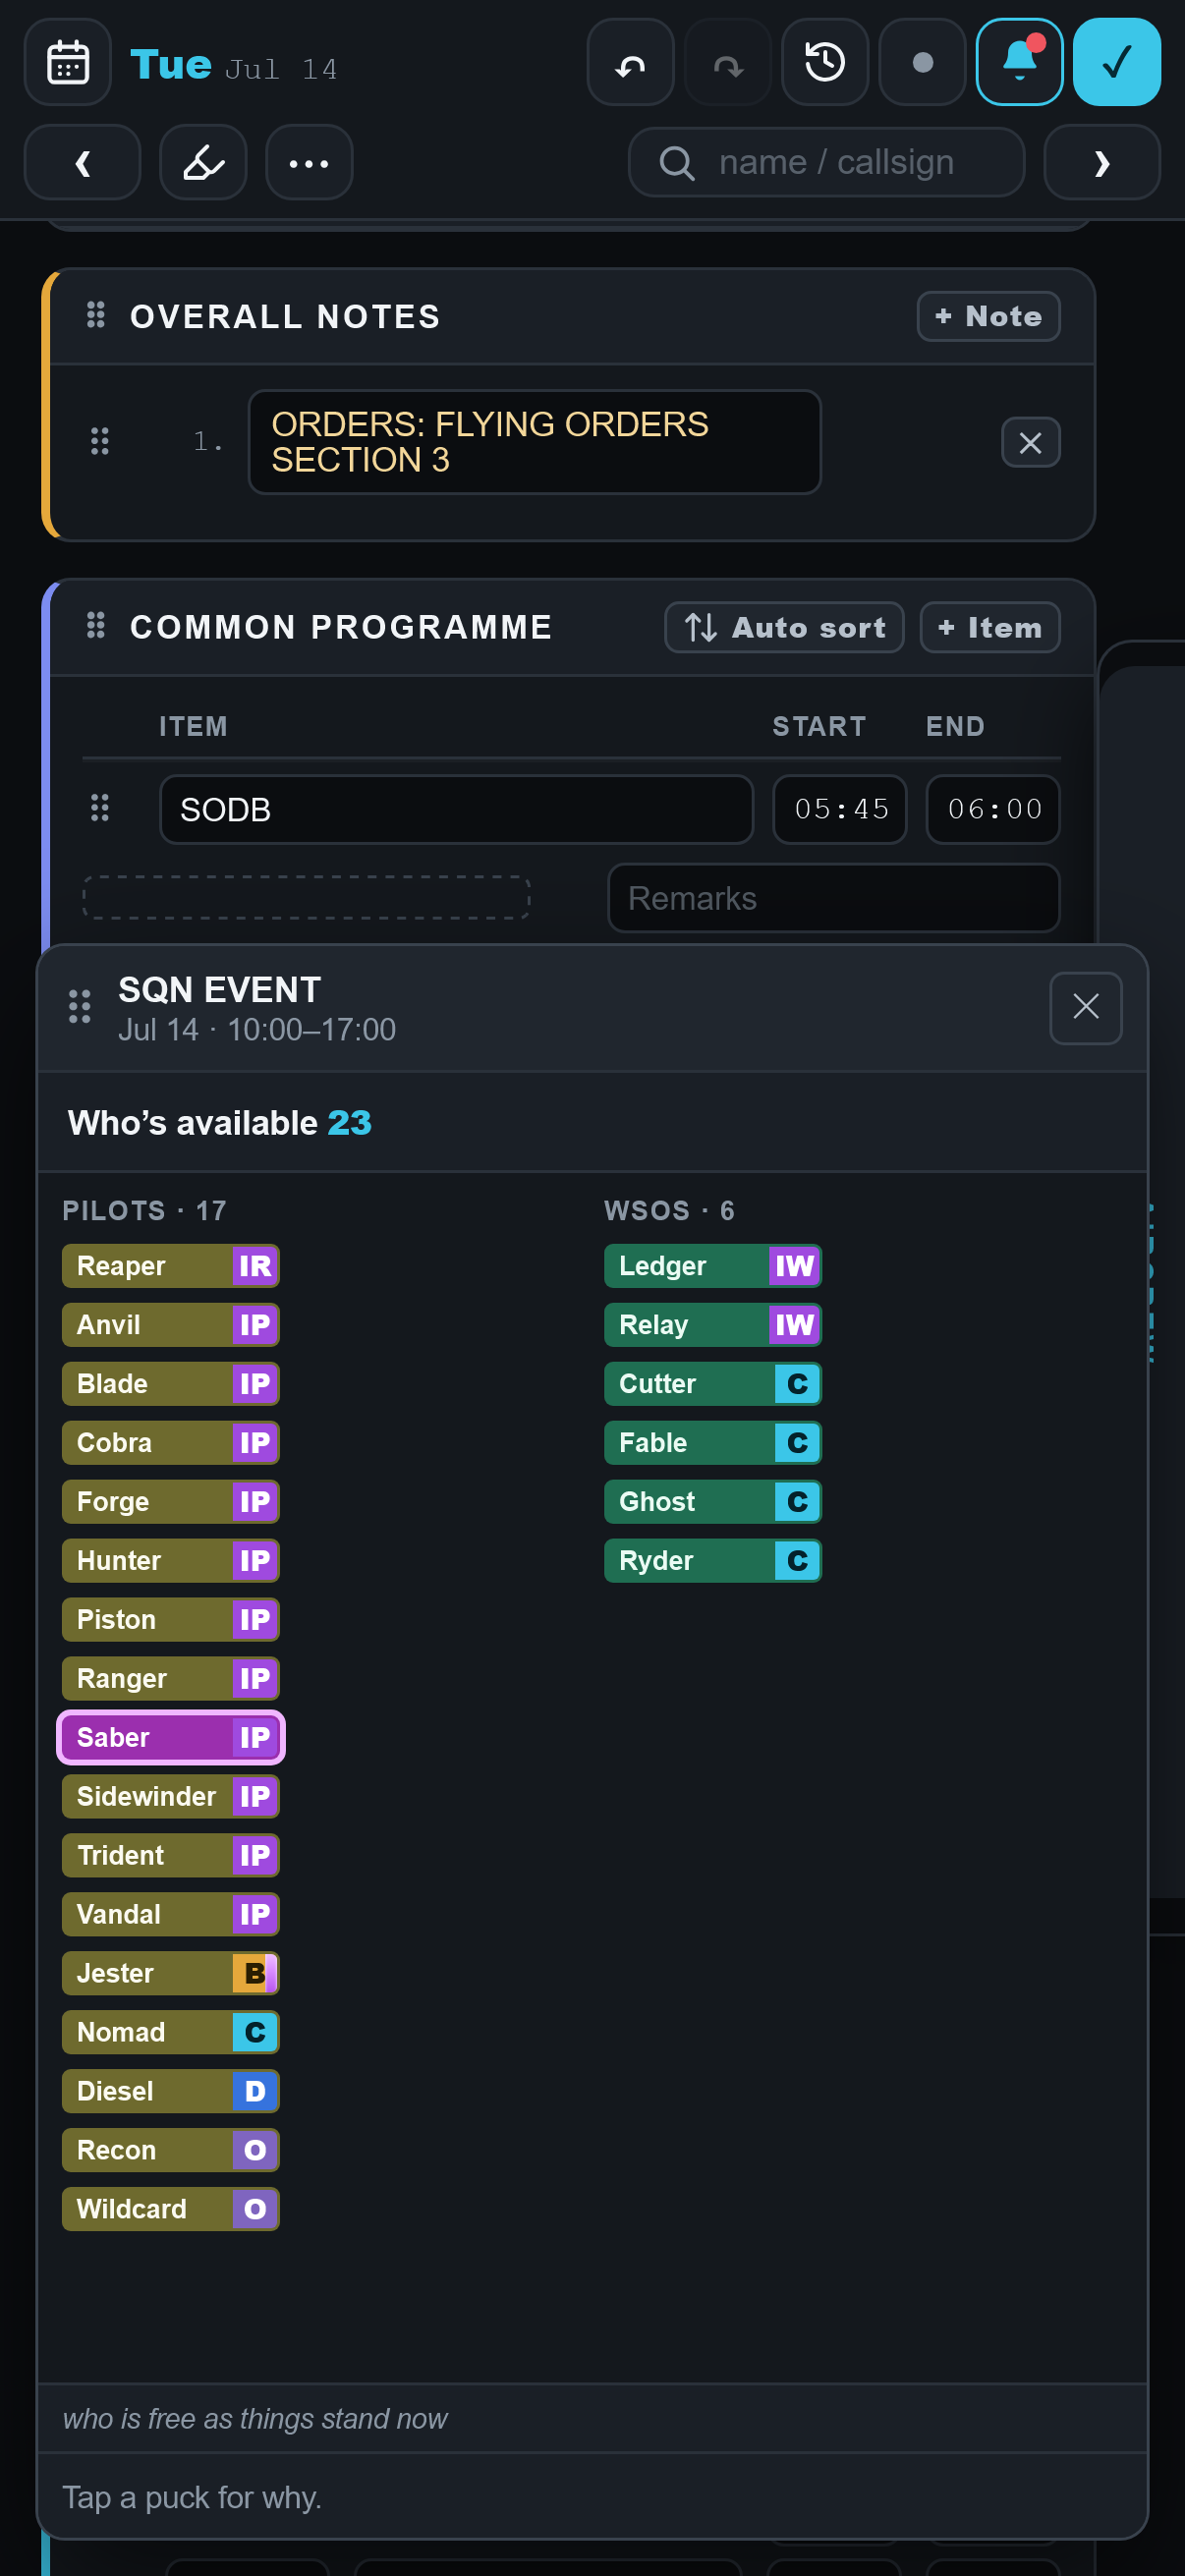 Tue Jul 14
name / callsign
OVERALL NOTES
+ Note
1.
ORDERS: FLYING ORDERS
SECTION 3
COMMON PROGRAMME
Auto sort
+ Item
ITEM START END
SODB 05:45 06:00
Remarks
SQN EVENT
Jul 14 · 10:00–17:00
Who’s available 23
PILOTS · 17
Reaper IR
Anvil IP
Blade IP
Cobra IP
Forge IP
Hunter IP
Piston IP
Ranger IP
Saber IP
Sidewinder IP
Trident IP
Vandal IP
Jester B
Nomad C
Diesel D
Recon O
Wildcard O
WSOS · 6
Ledger IW
Relay IW
Cutter C
Fable C
Ghost C
Ryder C
who is free as things stand now
Tap a puck for why.